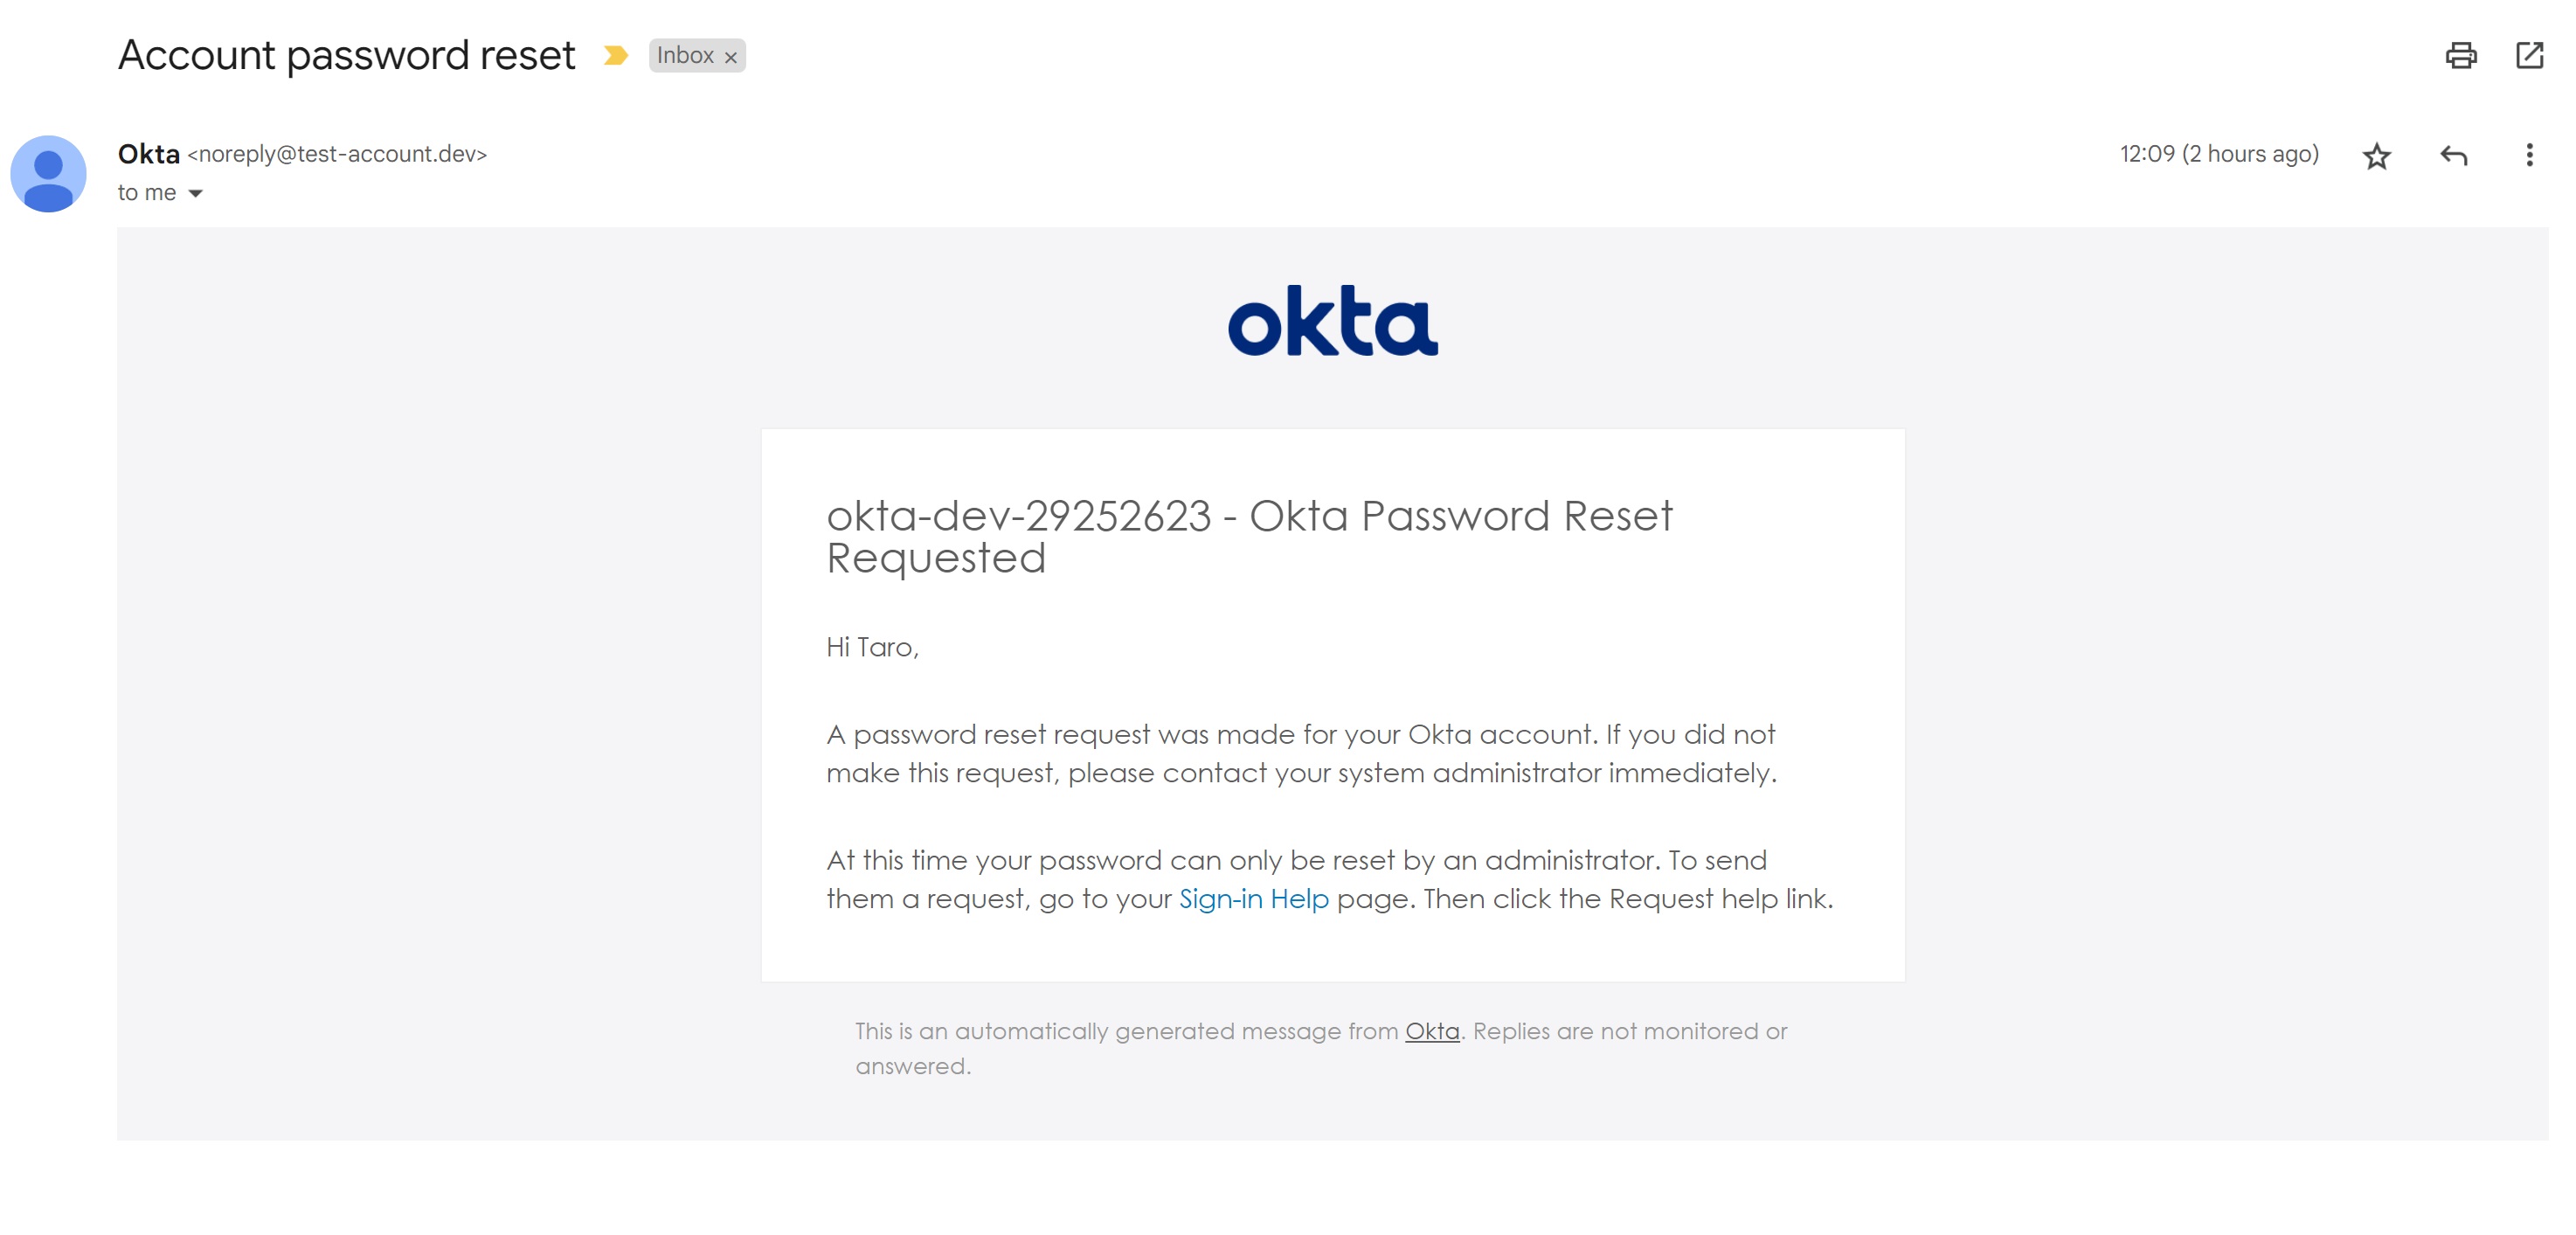 Account password reset
Inbox ×
Okta <noreply@test-account.dev>
12:09 (2 hours ago)
to me
okta
okta-dev-29252623 - Okta Password Reset
Requested
Hi Taro,
A password reset request was made for your Okta account. If you did not
make this request, please contact your system administrator immediately.
At this time your password can only be reset by an administrator. To send
them a request, go to your Sign-in Help page. Then click the Request help link.
This is an automatically generated message from Okta. Replies are not monitored or
answered.